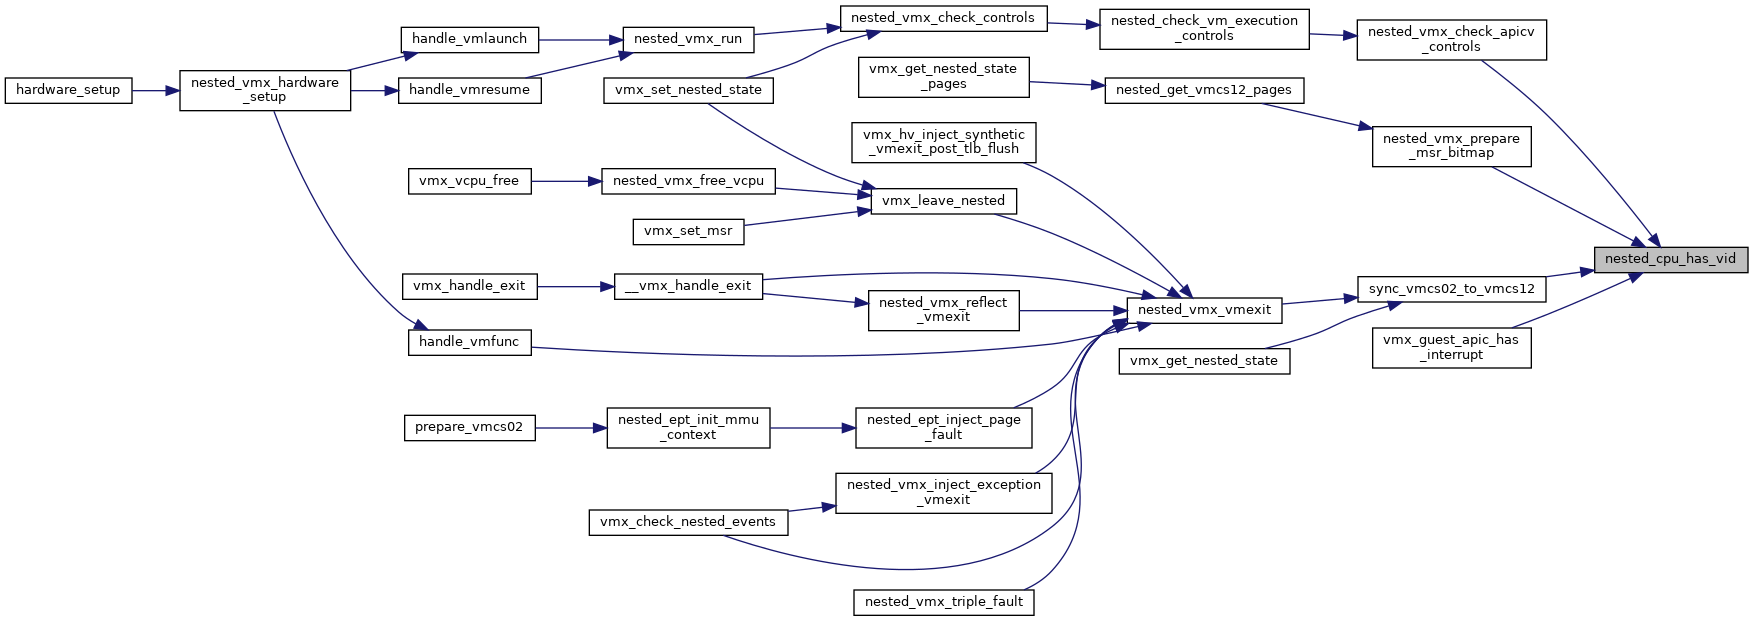 hardware_setup
nested_vmx_hardware
_setup
handle_vmlaunch
handle_vmresume
nested_vmx_run
vmx_set_nested_state
nested_vmx_check_controls
nested_check_vm_execution
_controls
nested_vmx_check_apicv
_controls
vmx_get_nested_state
_pages
nested_get_vmcs12_pages
nested_vmx_prepare
_msr_bitmap
vmx_hv_inject_synthetic
_vmexit_post_tlb_flush
vmx_vcpu_free
nested_vmx_free_vcpu
vmx_leave_nested
vmx_set_msr
nested_cpu_has_vid
vmx_handle_exit
__vmx_handle_exit
nested_vmx_reflect
_vmexit
nested_vmx_vmexit
sync_vmcs02_to_vmcs12
handle_vmfunc
vmx_get_nested_state
vmx_guest_apic_has
_interrupt
prepare_vmcs02
nested_ept_init_mmu
_context
nested_ept_inject_page
_fault
nested_vmx_inject_exception
_vmexit
vmx_check_nested_events
nested_vmx_triple_fault